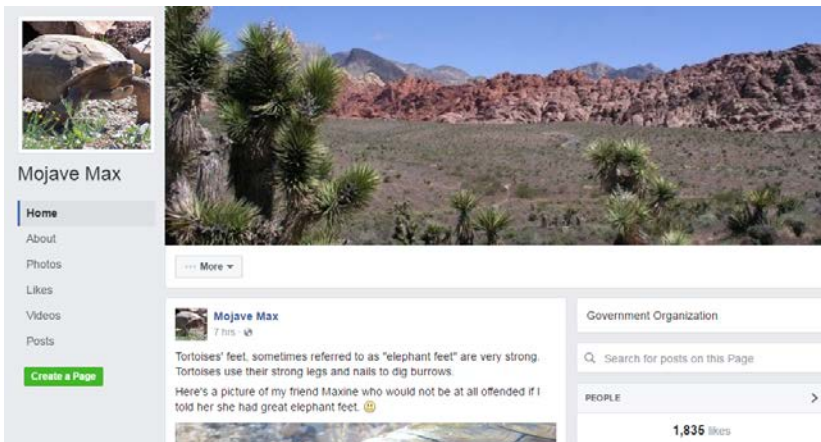 Mojave Max
Home
About
Photos
Likes
Videos
Posts
Create a Page
··· More
Mojave Max
7 hrs ·
Tortoises' feet, sometimes referred to as "elephant feet" are very strong.
Tortoises use their strong legs and nails to dig burrows.
Here's a picture of my friend Maxine who would not be at all offended if I
told her she had great elephant feet.
Government Organization
Search for posts on this Page
PEOPLE
1,835 likes